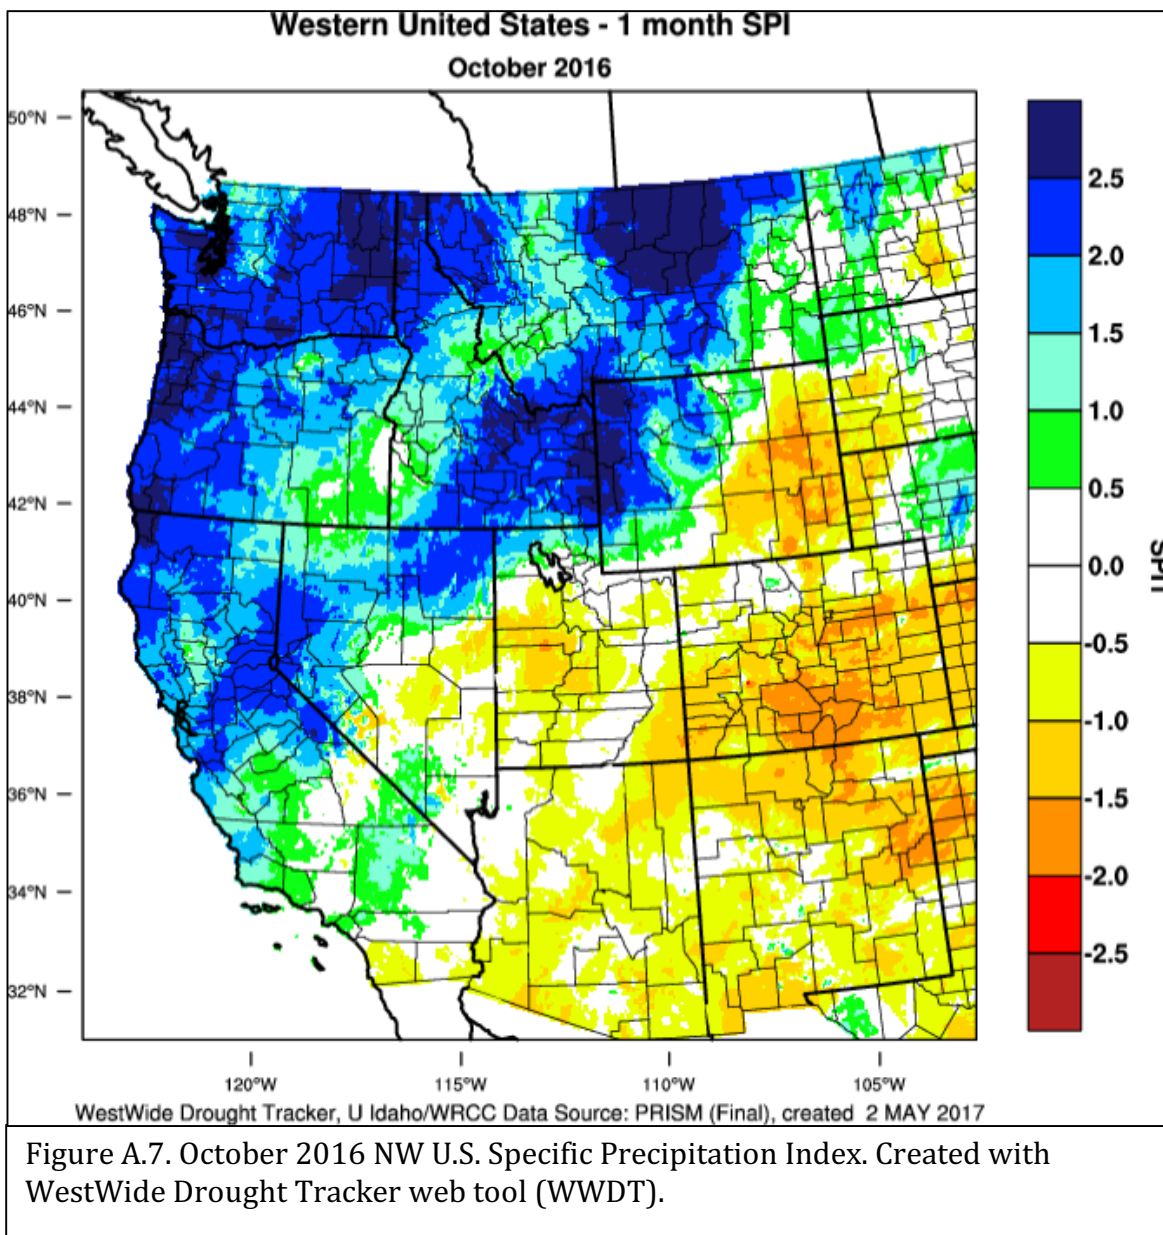 Western United States - 1 month SPI
October 2016
50°N
48°N
46°N
44°N
42°N
40°N
38°N
36°N
34°N
32°N
120°W
115°W
110°W
105°W
2.5
2.0
1.5
1.0
0.5
0.0
-0.5
-1.0
-1.5
-2.0
-2.5
WestWide Drought Tracker, U Idaho/WRCC Data Source: PRISM (Final), created 2 MAY 2017
Figure A.7. October 2016 NW U.S. Specific Precipitation Index. Created with
WestWide Drought Tracker web tool (WWDT).